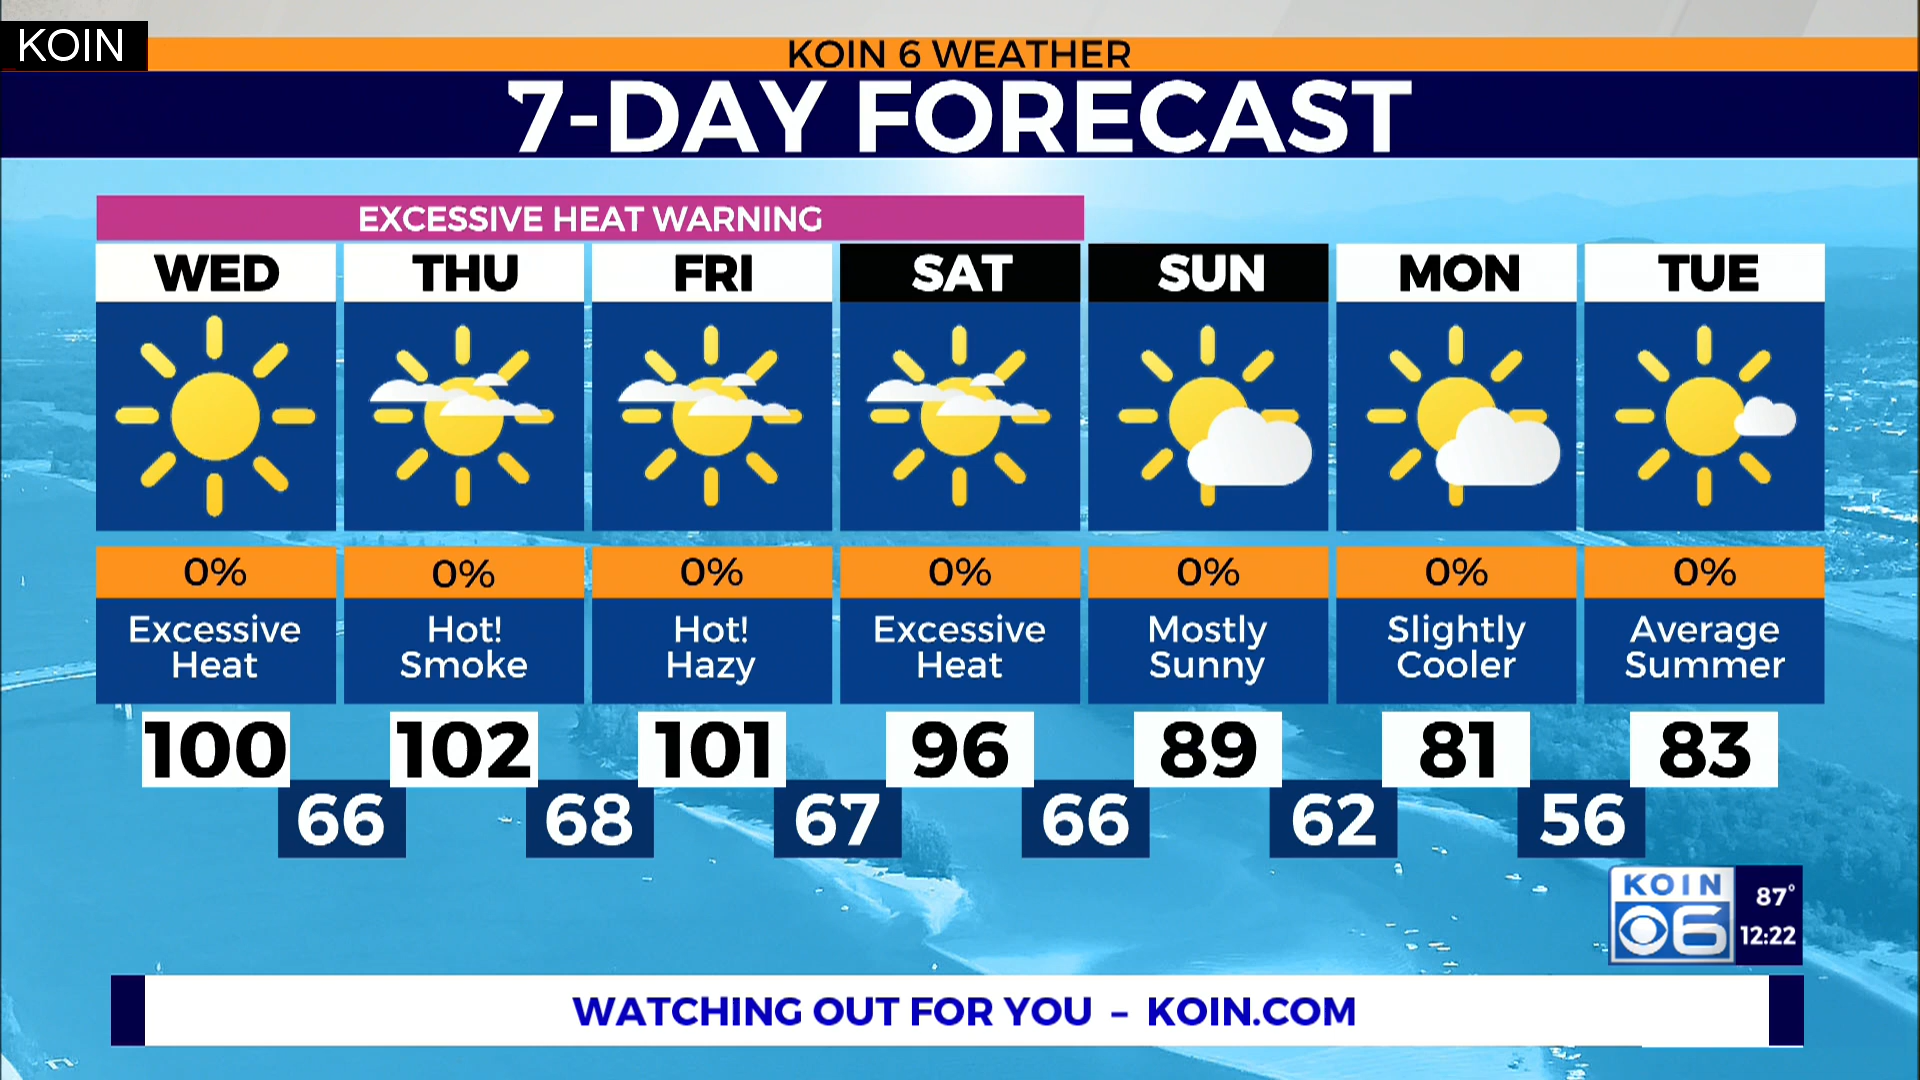 KOIN
KOIN 6 WEATHER
7-DAY FORECAST
EXCESSIVE HEAT WARNING
WED THU FRI SAT SUN MON TUE
0% 0% 0% 0% 0% 0% 0%
Excessive Heat
Hot! Smoke
Hot! Hazy
Excessive Heat
Mostly Sunny
Slightly Cooler
Average Summer
100 102 101 96 89 81 83
66 68 67 66 62 56
KOIN 6
87°
12:22
WATCHING OUT FOR YOU – KOIN.COM